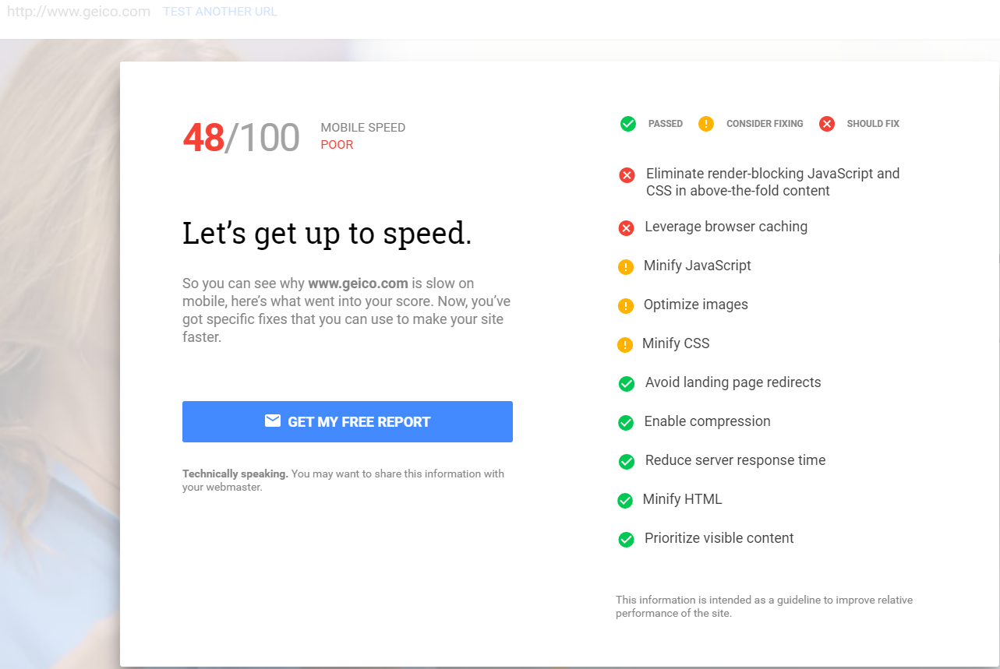 http://www.geico.com TEST ANOTHER URL
48/100
MOBILE SPEED
POOR
Let’s get up to speed.
So you can see why www.geico.com is slow on
mobile, here’s what went into your score. Now, you’ve
got specific fixes that you can use to make your site
faster.
GET MY FREE REPORT
Technically speaking. You may want to share this information with
your webmaster.
PASSED CONSIDER FIXING SHOULD FIX
Eliminate render-blocking JavaScript and
CSS in above-the-fold content
Leverage browser caching
Minify JavaScript
Optimize images
Minify CSS
Avoid landing page redirects
Enable compression
Reduce server response time
Minify HTML
Prioritize visible content
This information is intended as a guideline to improve relative
performance of the site.